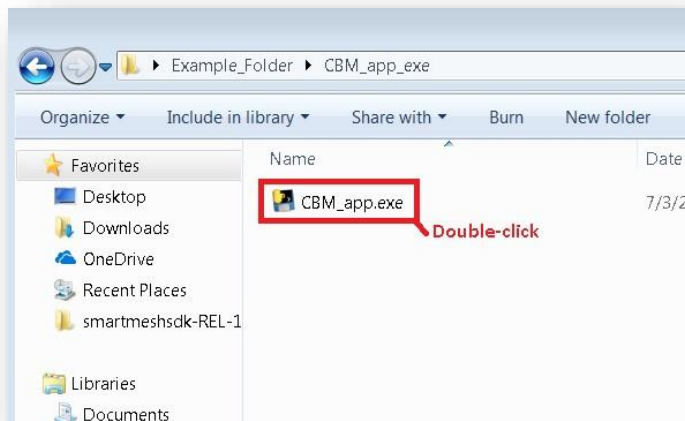 Example_Folder ▸ CBM_app_exe
Organize Include in library Share with Burn New folder
Favorites
Desktop
Downloads
OneDrive
Recent Places
smartmeshsdk-REL-1
Libraries
Documents
Name Date
CBM_app.exe 7/3/2
Double-click